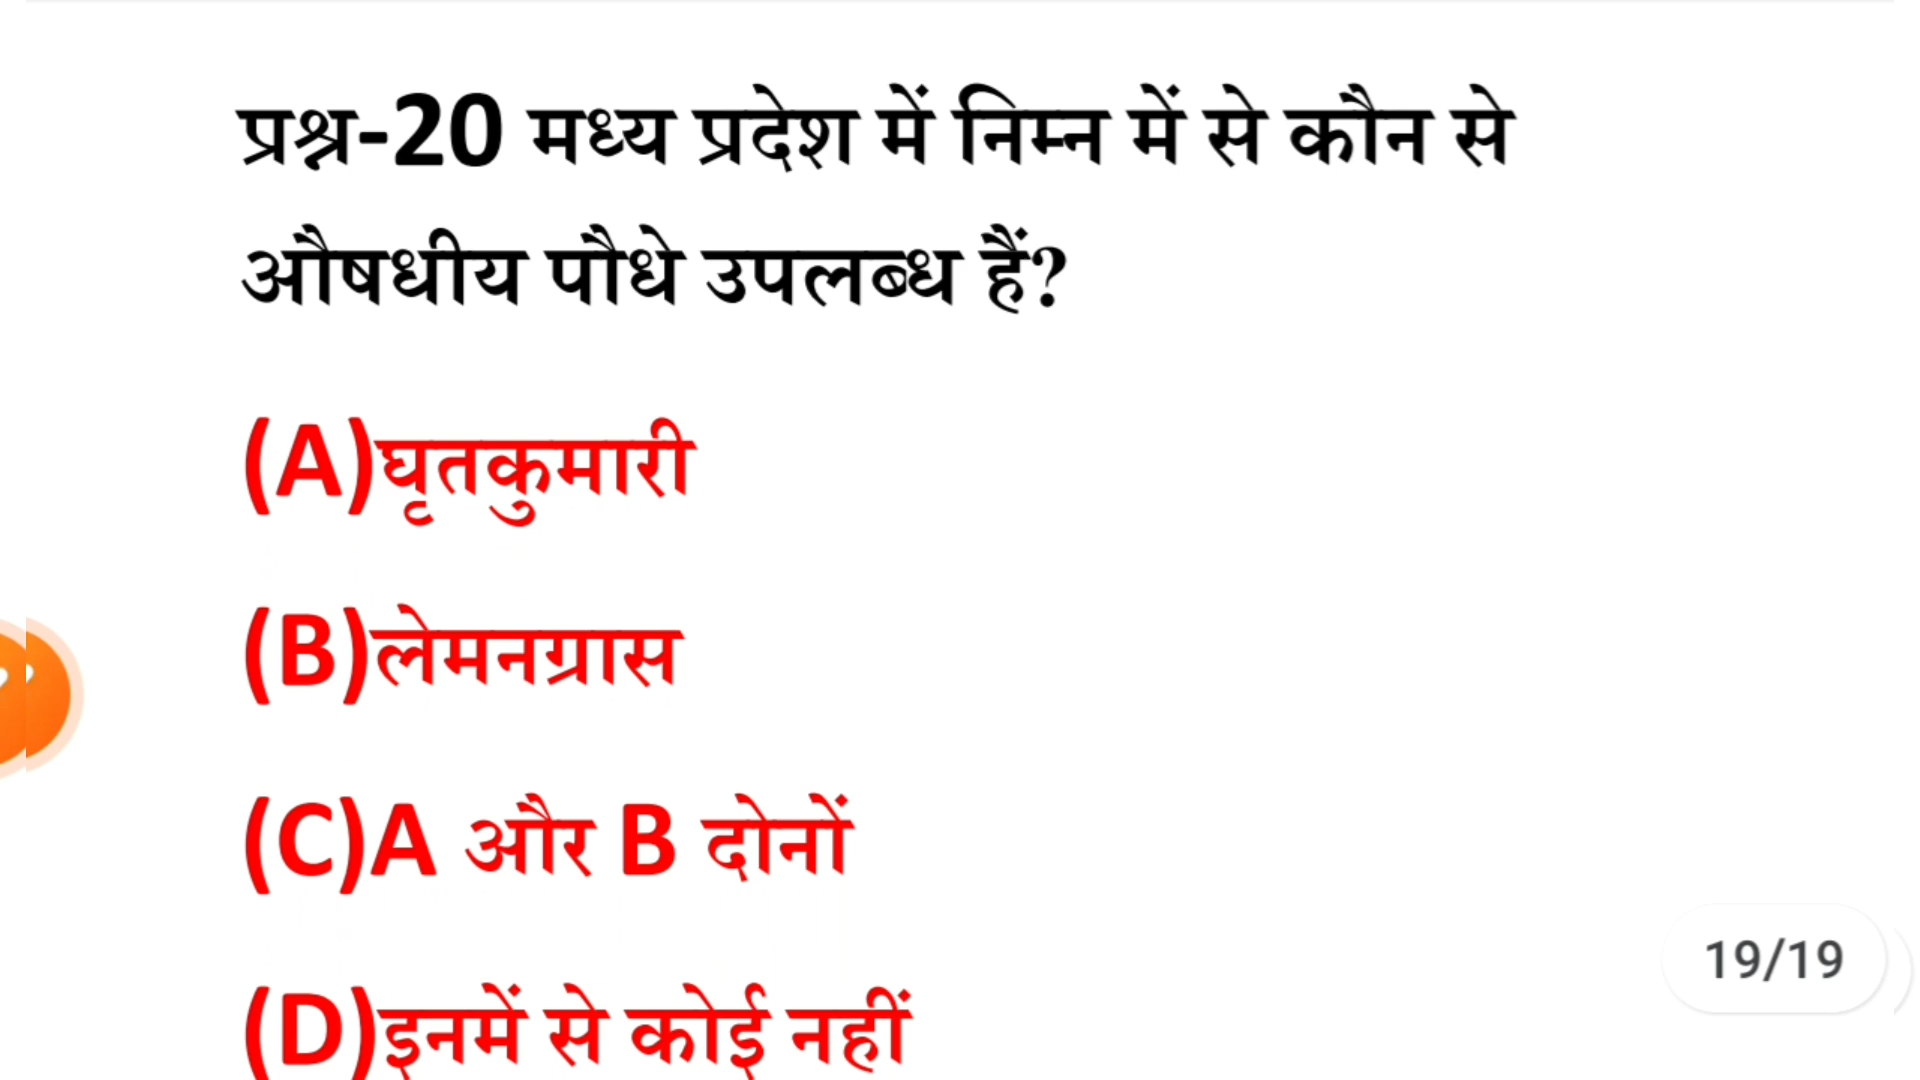 प्रश्न-20 मध्य प्रदेश में निम्न में से कौन से
औषधीय पौधे उपलब्ध हैं?
(A)घृतकुमारी
(B)लेमनग्रास
(C)A और B दोनों
(D)इनमें से कोई नहीं
19/19